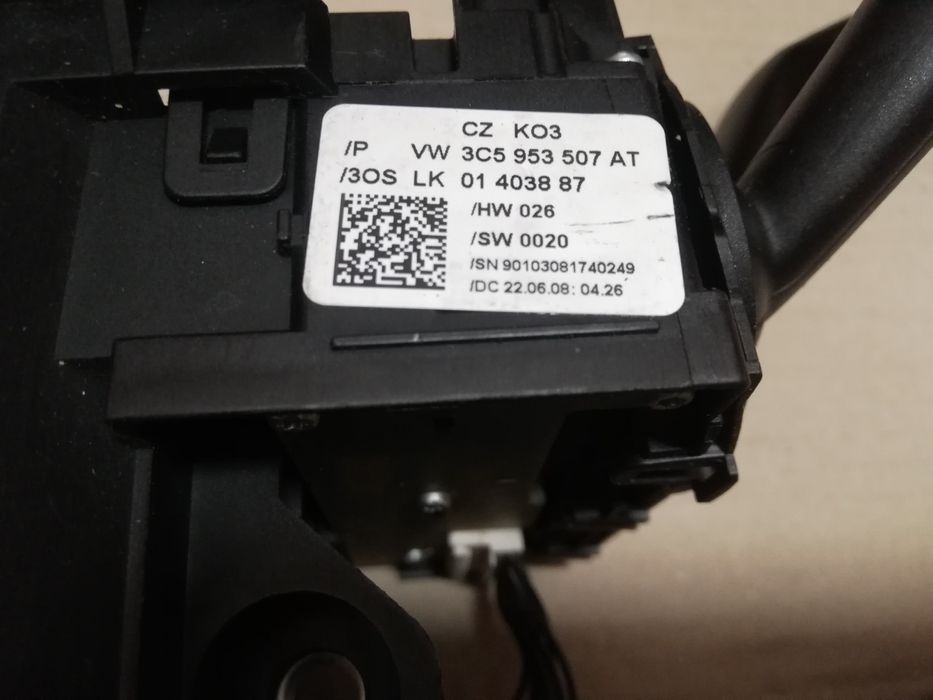 CZ KO3
/P VW 3C5 953 507 AT
/3OS LK 01 4038 87
/HW 026
/SW 0020
/SN 90103081740249
/DC 22.06.08: 04.26